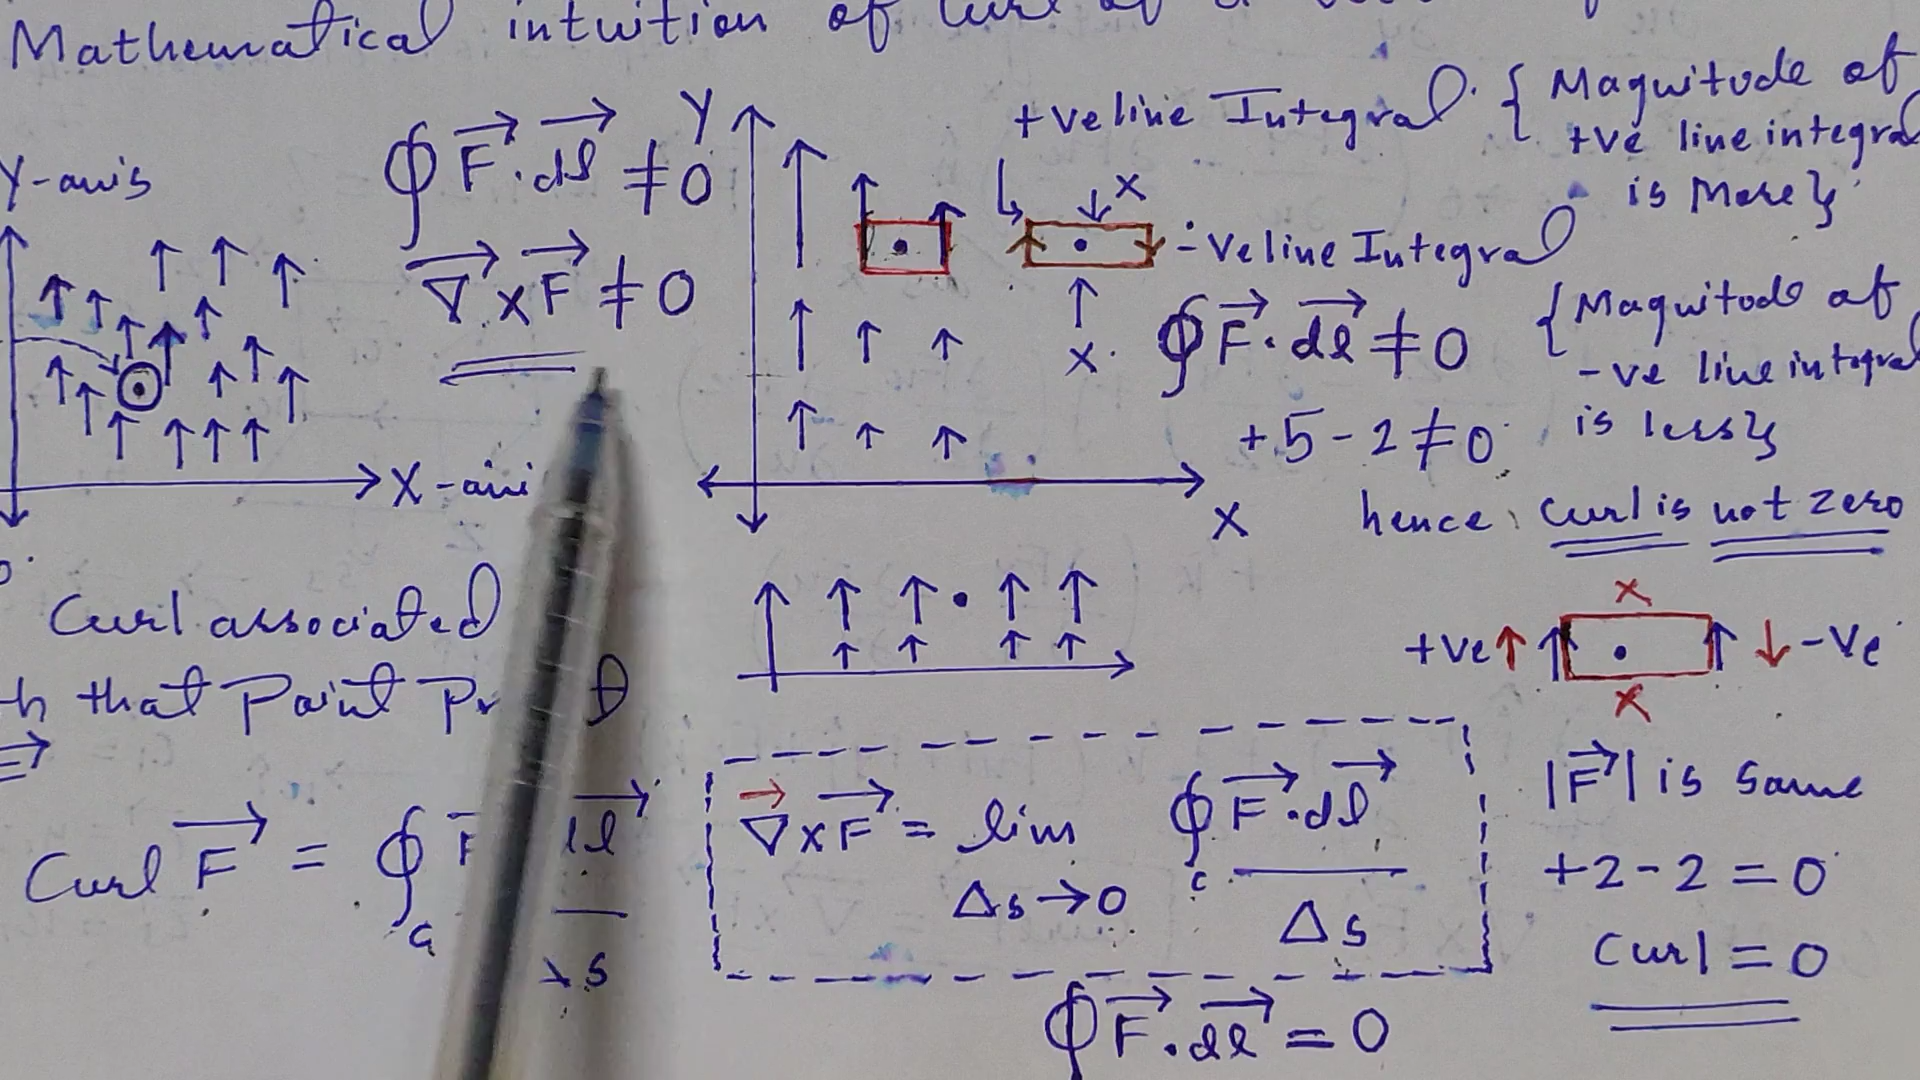 Mathematical intuition of Curl of a
Y-axis
∮ F⃗·dl⃗ ≠ 0
∇⃗ × F⃗ ≠ 0
X-axi
Y
+ve line Integral {Magnitude of
+ve line integral
is More}
X
-ve line Integral
{Magnitude of
-ve line integral
is less}
X
∮ F⃗·dl⃗ ≠ 0
+5 - 2 ≠ 0
X
hence, Curl is not zero
Curl associated
that Point P
Curl F⃗ = ∮
dl⃗
c
s
∇⃗ × F⃗ = lim ∮ F⃗·dl⃗
c
Δs → 0 Δs
∮ F⃗·dl⃗ = 0
X
+ve -ve
X
|F⃗| is Same
+2 - 2 = 0
Curl = 0